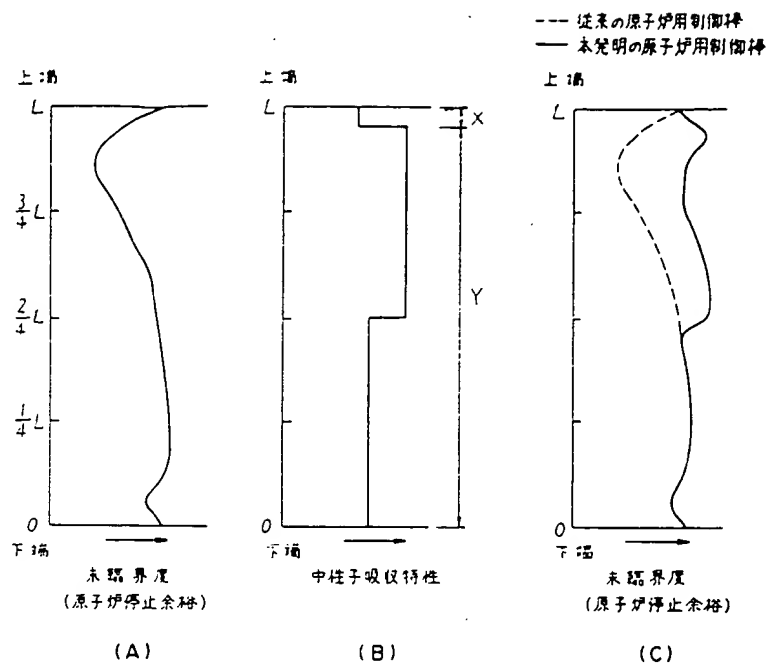 --- 従来の原子炉用制御棒
— 本発明の原子炉用制御棒
上端
L
3/4 L
2/4 L
1/4 L
0
下端
未臨界度
(原子炉停止余裕)
(A)
上端
L
X
Y
0
下端
中性子吸収特性
(B)
上端
L
0
下端
未臨界度
(原子炉停止余裕)
(C)